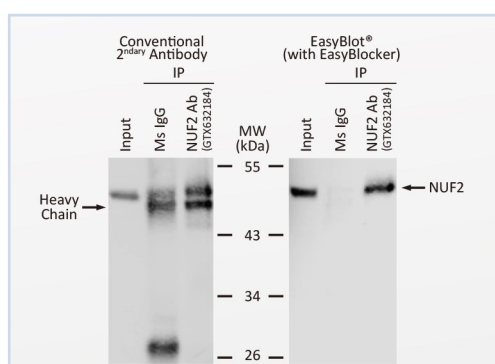 Conventional
2ndary Antibody
IP
Input
Ms IgG
NUF2 Ab
(GTX632184)
EasyBlot®
(with EasyBlocker)
IP
Input
Ms IgG
NUF2 Ab
(GTX632184)
MW
(kDa)
55
Heavy
Chain
NUF2
43
34
26